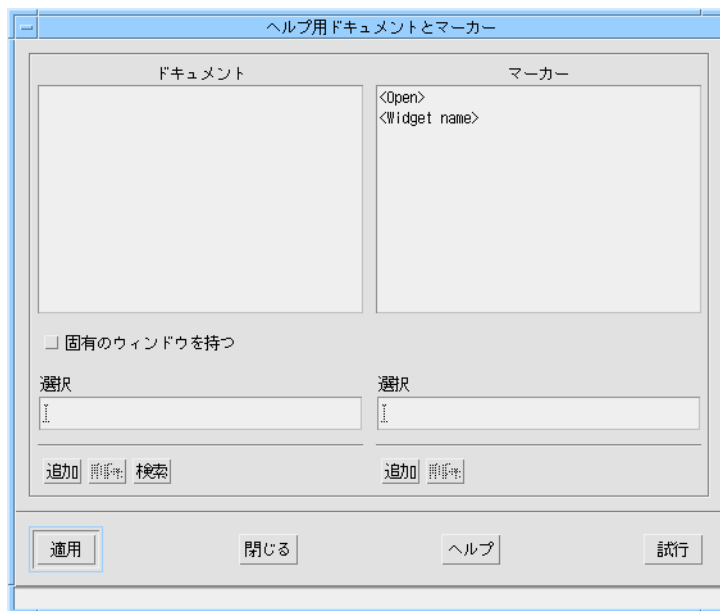 ヘルプ用ドキュメントとマーカー
ドキュメント
マーカー
<Open>
<Widget name>
固有のウィンドウを持つ
選択
選択
追加
検索
追加
適用
閉じる
ヘルプ
試行